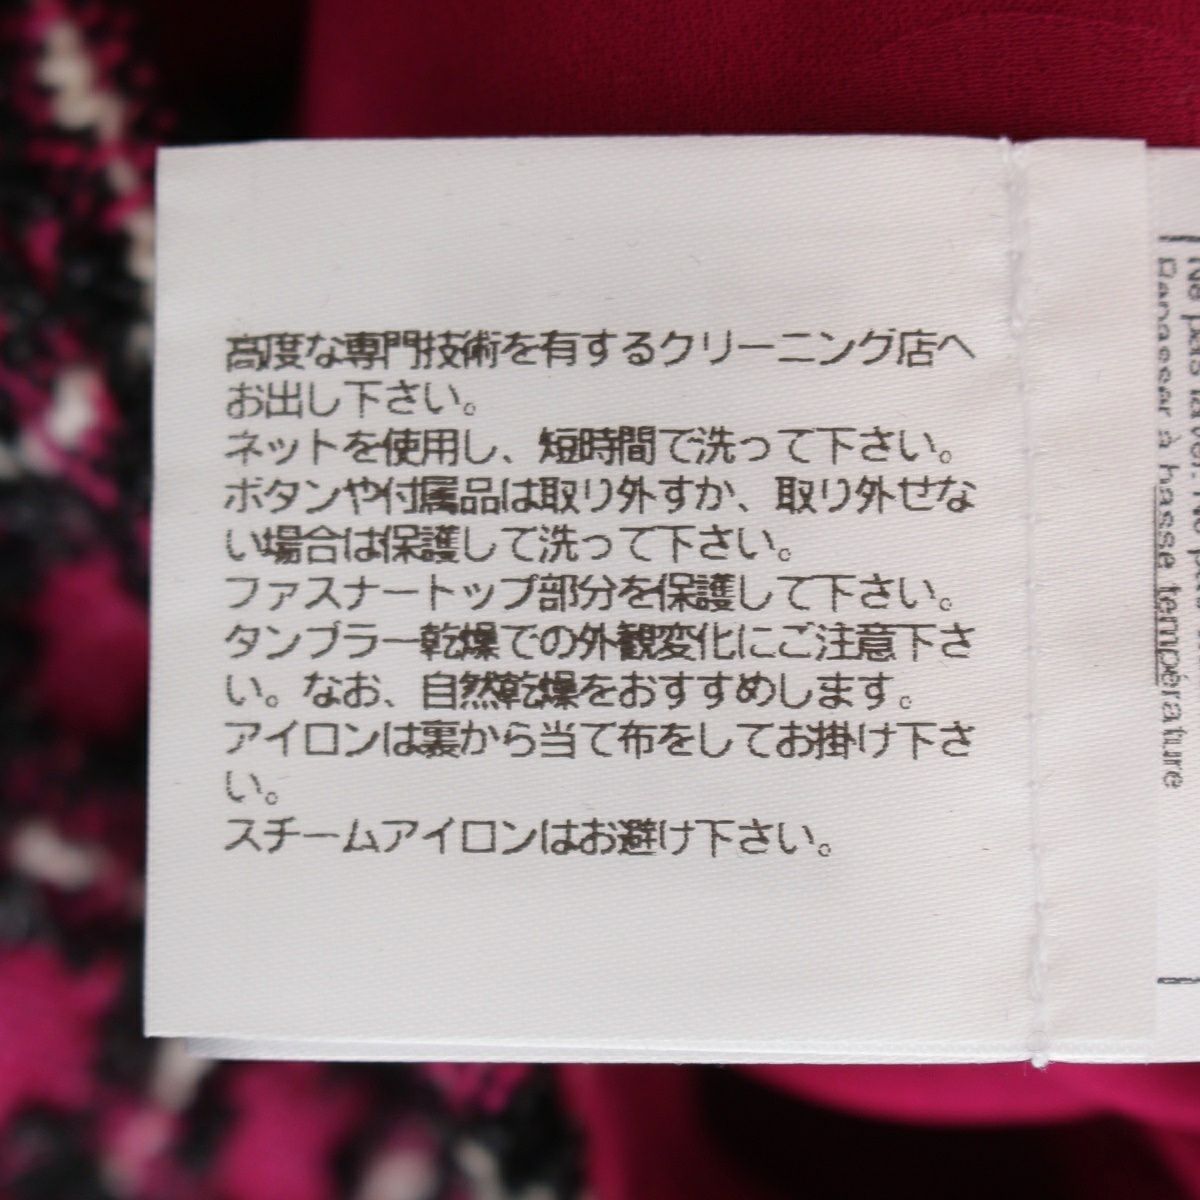 高度な専門技術を有するクリーニング店へ
お出し下さい。
ネットを使用し、短時間で洗って下さい。
ボタンや付属品は取り外すか、取り外せな
い場合は保護して洗って下さい。
ファスナートップ部分を保護して下さい。
タンブラー乾燥での外観変化にご注意下さ
い。なお、自然乾燥をおすすめします。
アイロンは裏から当て布をしてお掛け下さ
い。
スチームアイロンはお避け下さい。
Ne pas
Repasser à basse température